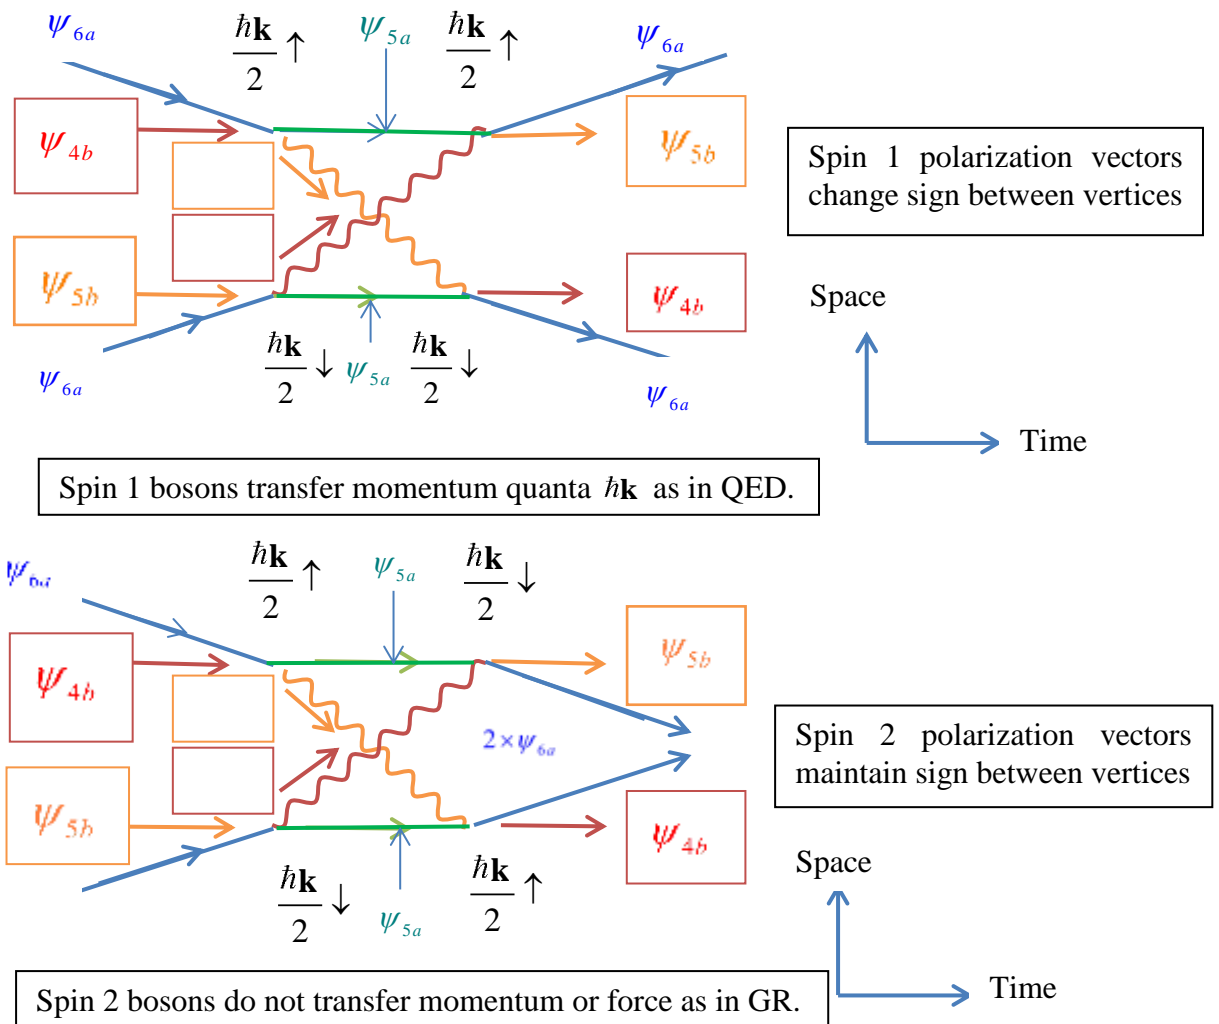 ψ6a ħk/2 ↑ ψ5a ħk/2 ↑ ψ6a
ψ4b ψ5b
Spin 1 polarization vectors
change sign between vertices
ψ5b ψ4b
Space
ħk/2 ↓ ψ5a ħk/2 ↓
ψ6a ψ6a
Time
Spin 1 bosons transfer momentum quanta ħk as in QED.
ψ6a ħk/2 ↑ ψ5a ħk/2 ↓
ψ4b ψ5b
2×ψ6a
Spin 2 polarization vectors
maintain sign between vertices
ψ5b ψ4b
Space
ħk/2 ↓ ψ5a ħk/2 ↑
Time
Spin 2 bosons do not transfer momentum or force as in GR.